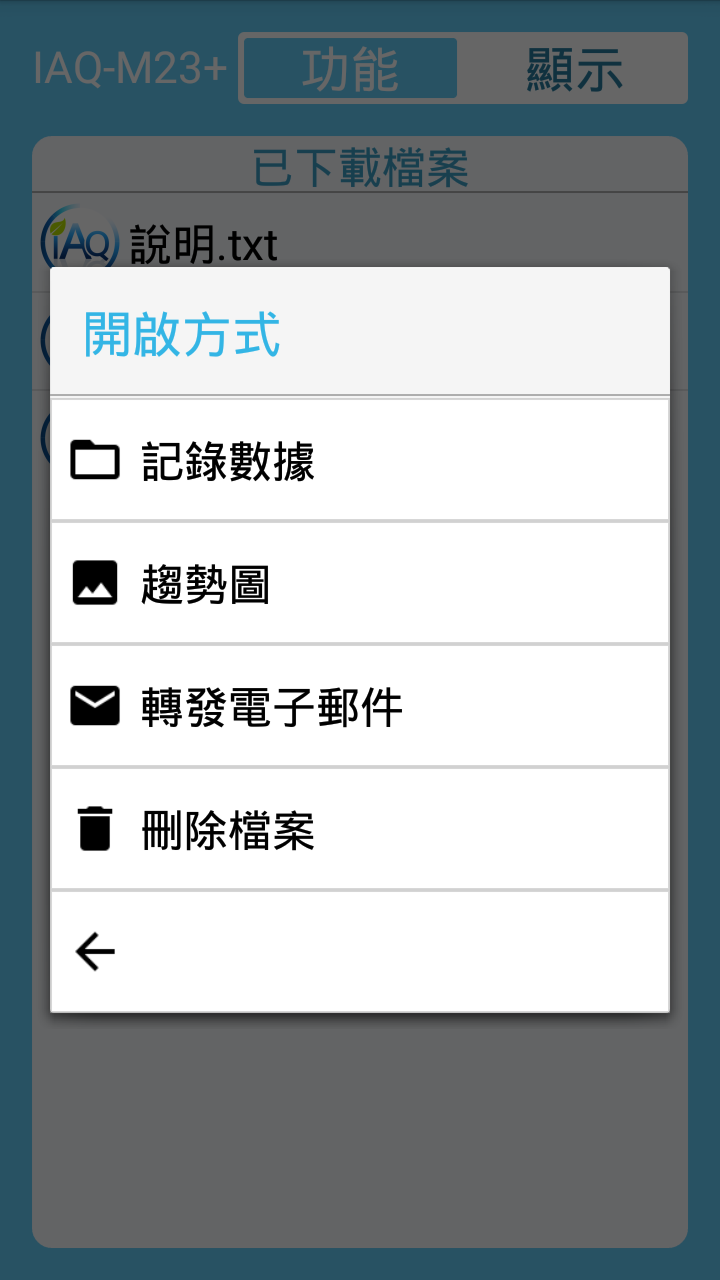 IAQ-M23+
功能
顯示
已下載檔案
iAQ
說明.txt
開啟方式
記錄數據
趨勢圖
轉發電子郵件
刪除檔案